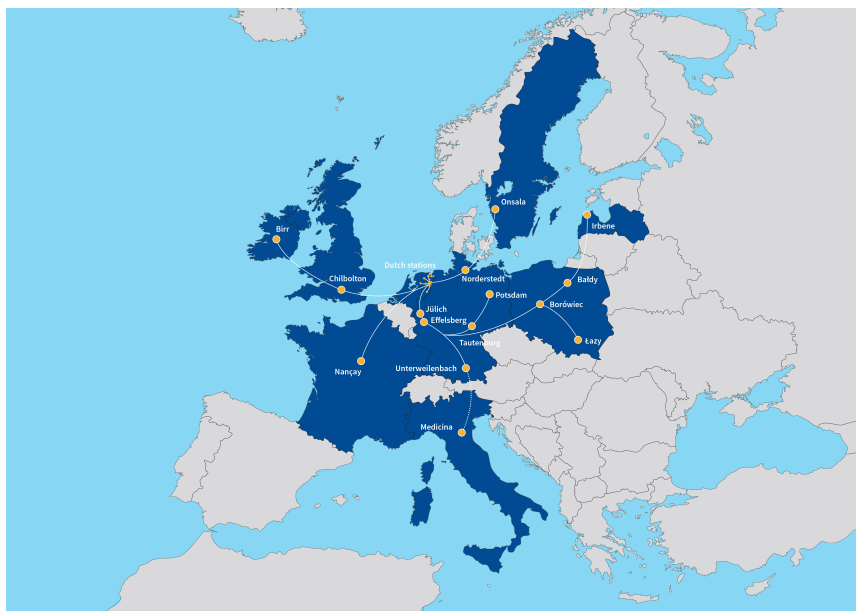 Onsala
Irbene
Birr
Dutch stations
Chilbolton
Norderstedt
Bałdy
Potsdam
Borówiec
Jülich
Effelsberg
Tautenburg
Łazy
Unterweilenbach
Nançay
Medicina